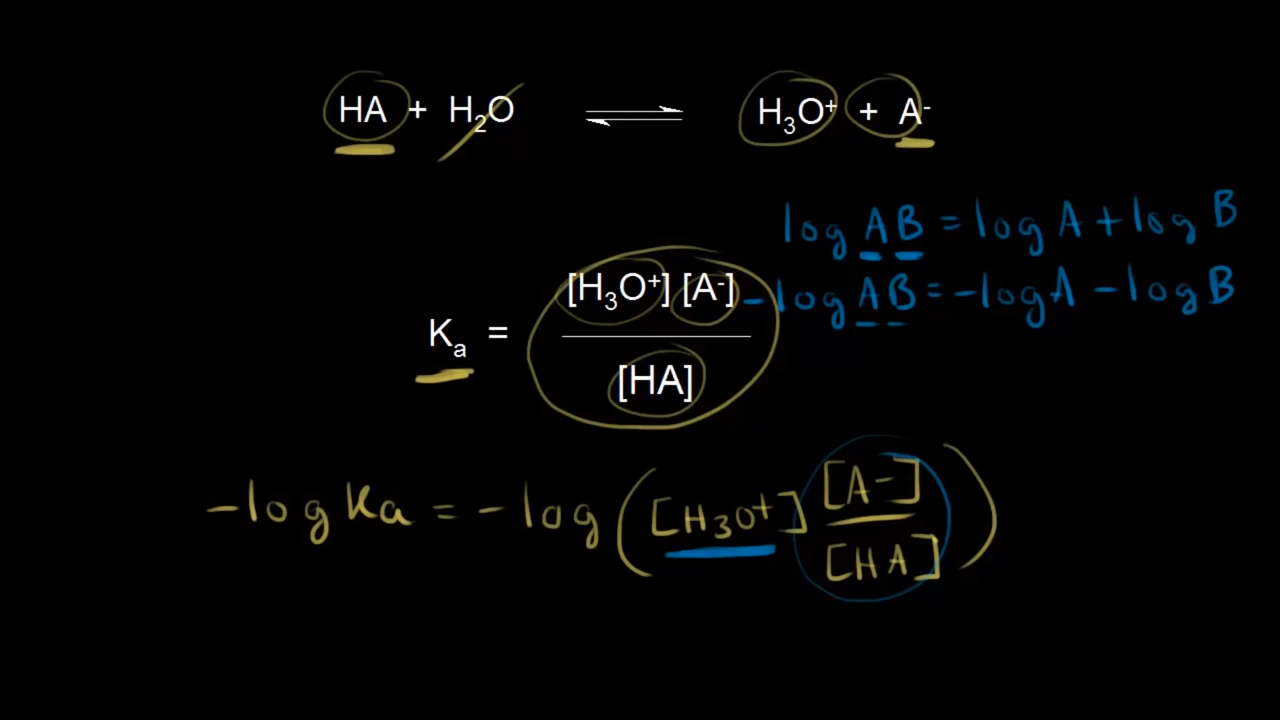 HA + H₂O ⇌ H₃O⁺ + A⁻
log AB = log A + log B
-log AB = -log A - log B
Kₐ = [H₃O⁺] [A⁻] / [HA]
-log Ka = -log ([H₃O⁺] [A⁻] / [HA])